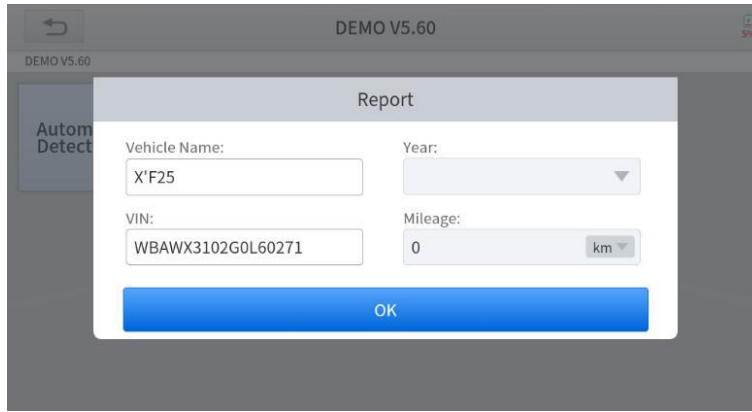 DEMO V5.60
DEMO V5.60
Report
Autom
Detect
Vehicle Name:
Year:
X'F25
VIN:
Mileage:
WBAWX3102G0L60271
0
km
OK